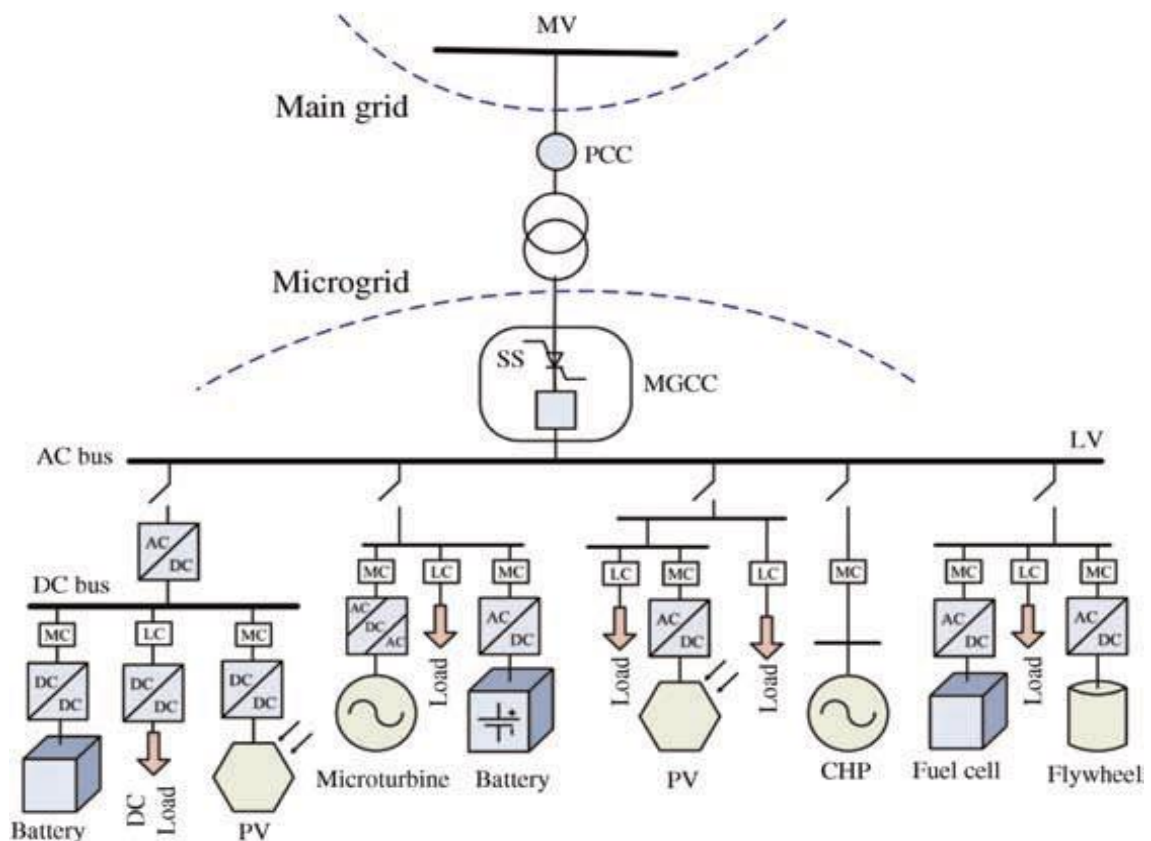 MV
Main grid
PCC
Microgrid
SS
MGCC
AC bus
LV
AC
DC
DC bus
MC
LC
MC
MC
LC
MC
LC
MC
LC
MC
MC
LC
MC
DC
DC
DC
DC
DC
DC
AC
DC
AC
AC
DC
AC
DC
AC
DC
AC
DC
Load
Load
Load
Load
DC
Load
Battery
PV
Microturbine
Battery
PV
CHP
Fuel cell
Flywheel